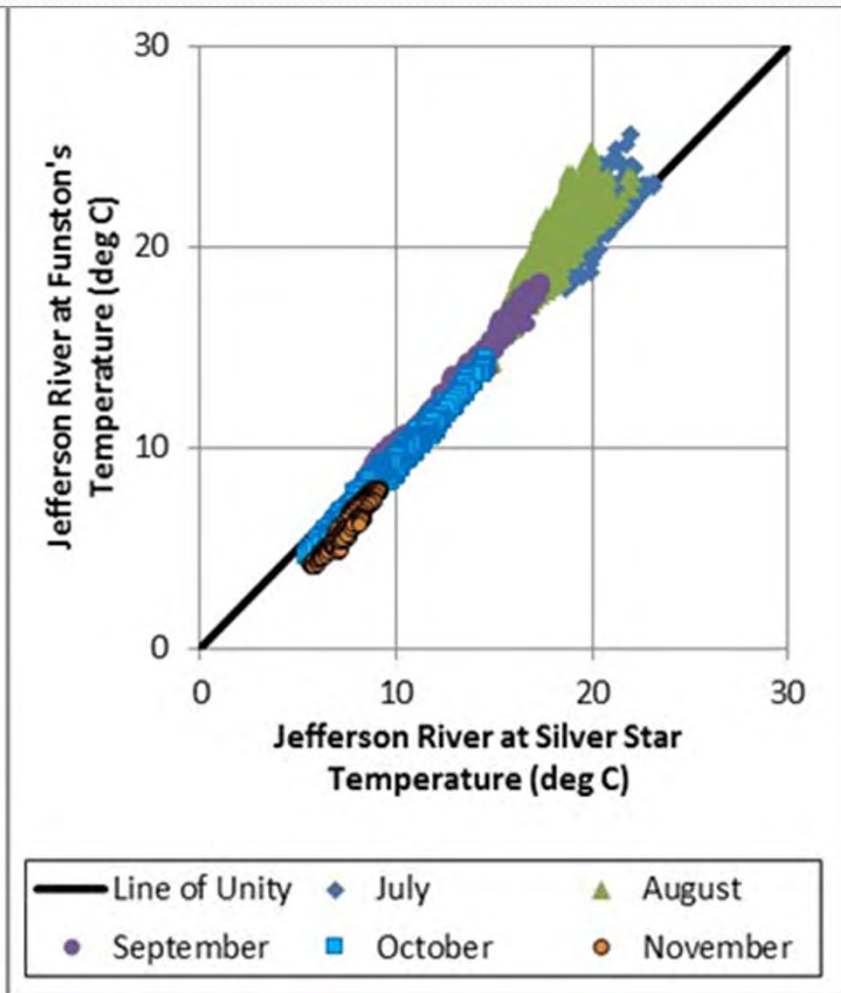 Jefferson River at Funston's
Temperature (deg C)
30
20
10
0
0 10 20 30
Jefferson River at Silver Star
Temperature (deg C)
Line of Unity July August
September October November